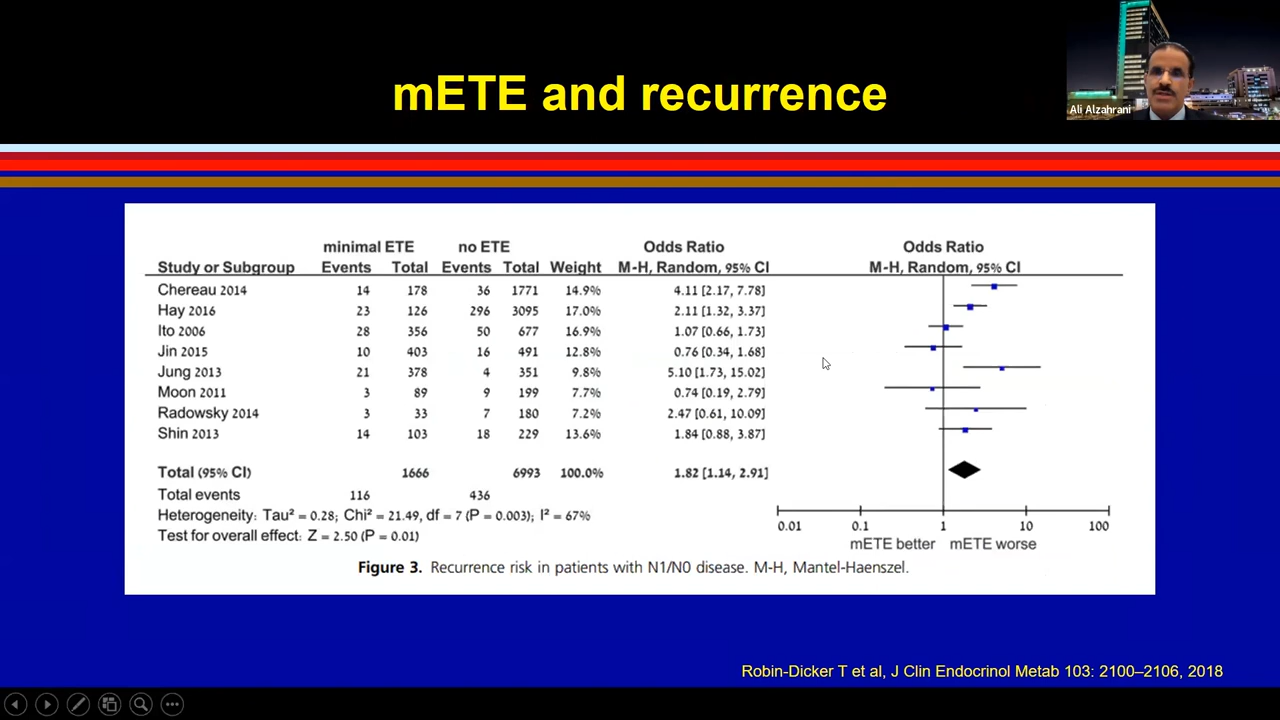 mETE and recurrence
Ali Alzahrani
minimal ETE no ETE Odds Ratio Odds Ratio
Study or Subgroup Events Total Events Total Weight M-H, Random, 95% CI M-H, Random, 95% CI
Chereau 2014 14 178 36 1771 14.9% 4.11 [2.17, 7.78]
Hay 2016 23 126 296 3095 17.0% 2.11 [1.32, 3.37]
Ito 2006 28 356 50 677 16.9% 1.07 [0.66, 1.73]
Jin 2015 10 403 16 491 12.8% 0.76 [0.34, 1.68]
Jung 2013 21 378 4 351 9.8% 5.10 [1.73, 15.02]
Moon 2011 3 89 9 199 7.7% 0.74 [0.19, 2.79]
Radowsky 2014 3 33 7 180 7.2% 2.47 [0.61, 10.09]
Shin 2013 14 103 18 229 13.6% 1.84 [0.88, 3.87]
Total (95% CI) 1666 6993 100.0% 1.82 [1.14, 2.91]
Total events 116 436
Heterogeneity: Tau² = 0.28; Chi² = 21.49, df = 7 (P = 0.003); I² = 67%
Test for overall effect: Z = 2.50 (P = 0.01)
0.01 0.1 1 10 100
mETE better mETE worse
Figure 3. Recurrence risk in patients with N1/N0 disease. M-H, Mantel-Haenszel.
Robin-Dicker T et al, J Clin Endocrinol Metab 103: 2100–2106, 2018